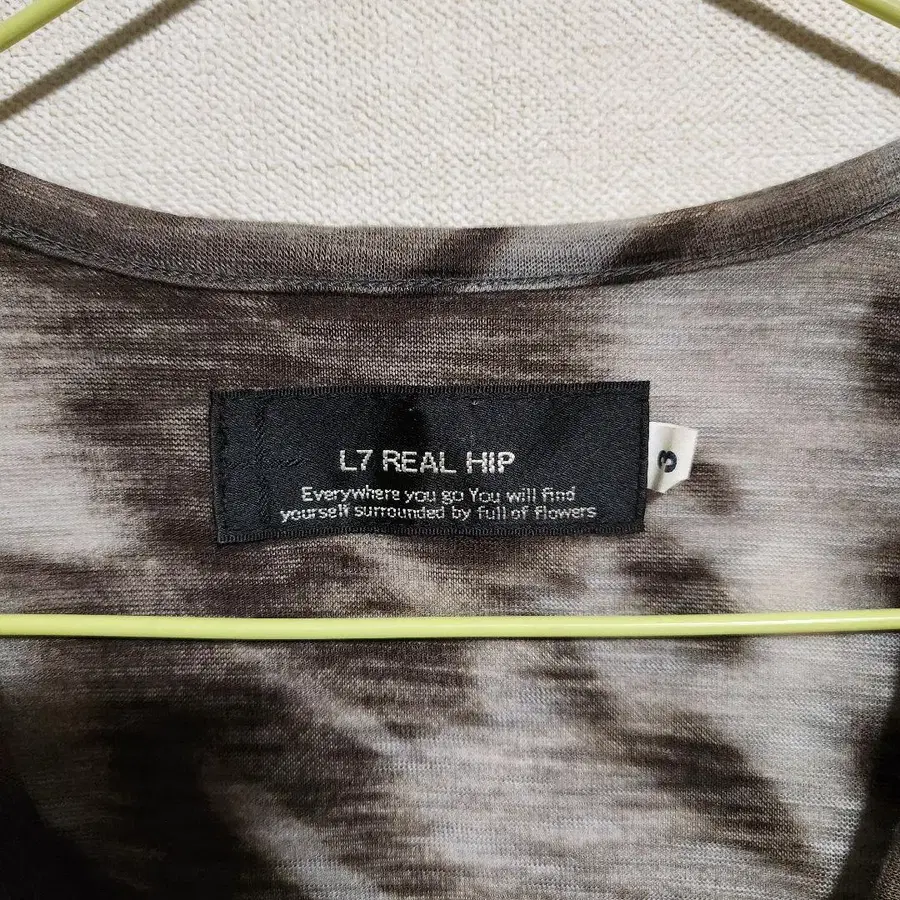 L7 REAL HIP
Everywhere you go You will find
yourself surrounded by full of flowers
3